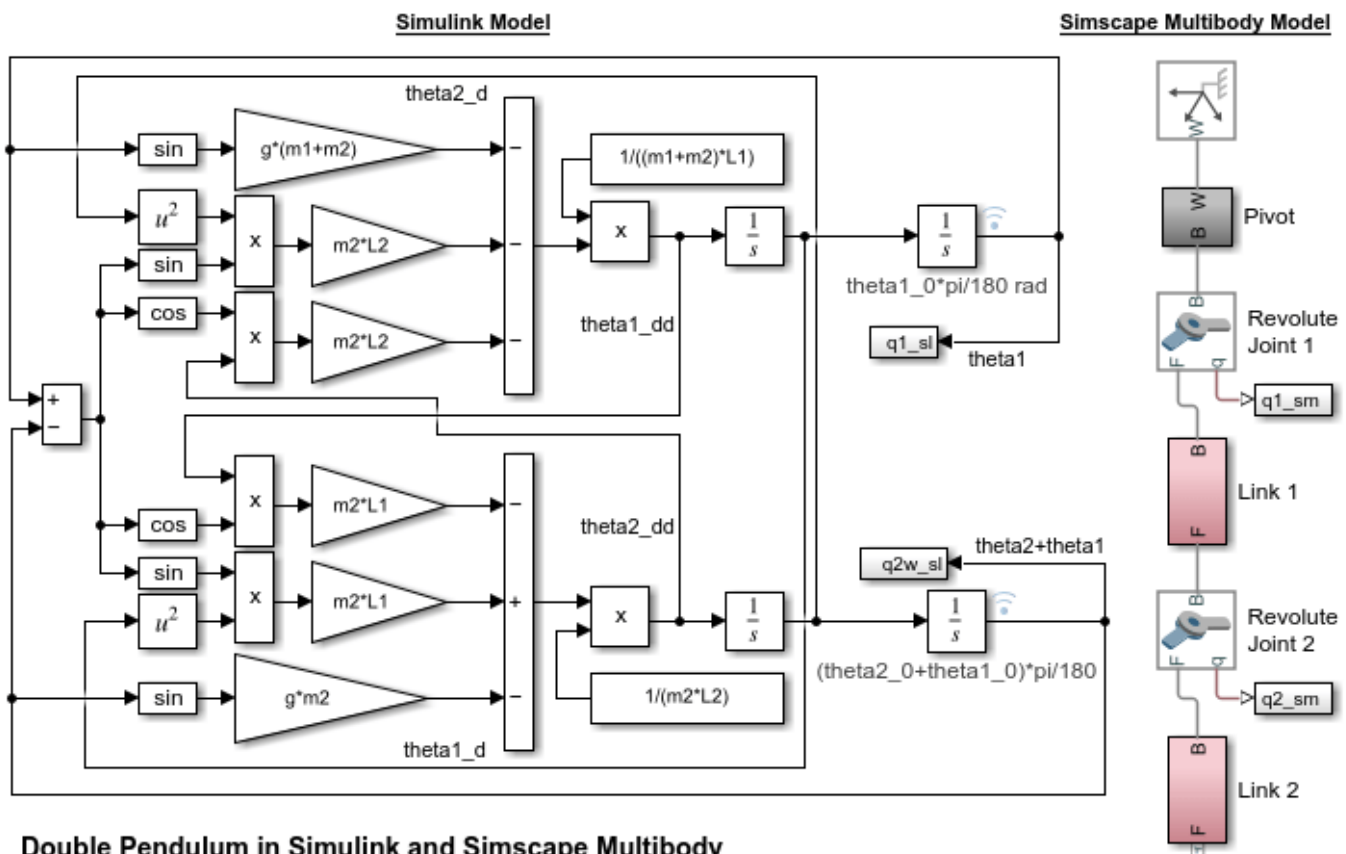 Simulink Model
Simscape Multibody Model
theta2_d
sin
g*(m1+m2)
−
1/((m1+m2)*L1)
W
u²
x
m2*L2
−
x
1/s
1/s
W
B
Pivot
sin
theta1_0*pi/180 rad
cos
x
m2*L2
−
theta1_dd
B
F
q
Revolute
Joint 1
q1_sl
theta1
q1_sm
+
−
x
m2*L1
−
B
F
Link 1
cos
theta2_dd
theta2+theta1
q2w_sl
sin
x
m2*L1
+
x
1/s
1/s
B
F
q
Revolute
Joint 2
u²
(theta2_0+theta1_0)*pi/180
sin
g*m2
−
1/(m2*L2)
q2_sm
theta1_d
B
F
Link 2
Double Pendulum in Simulink and Simscape Multibody